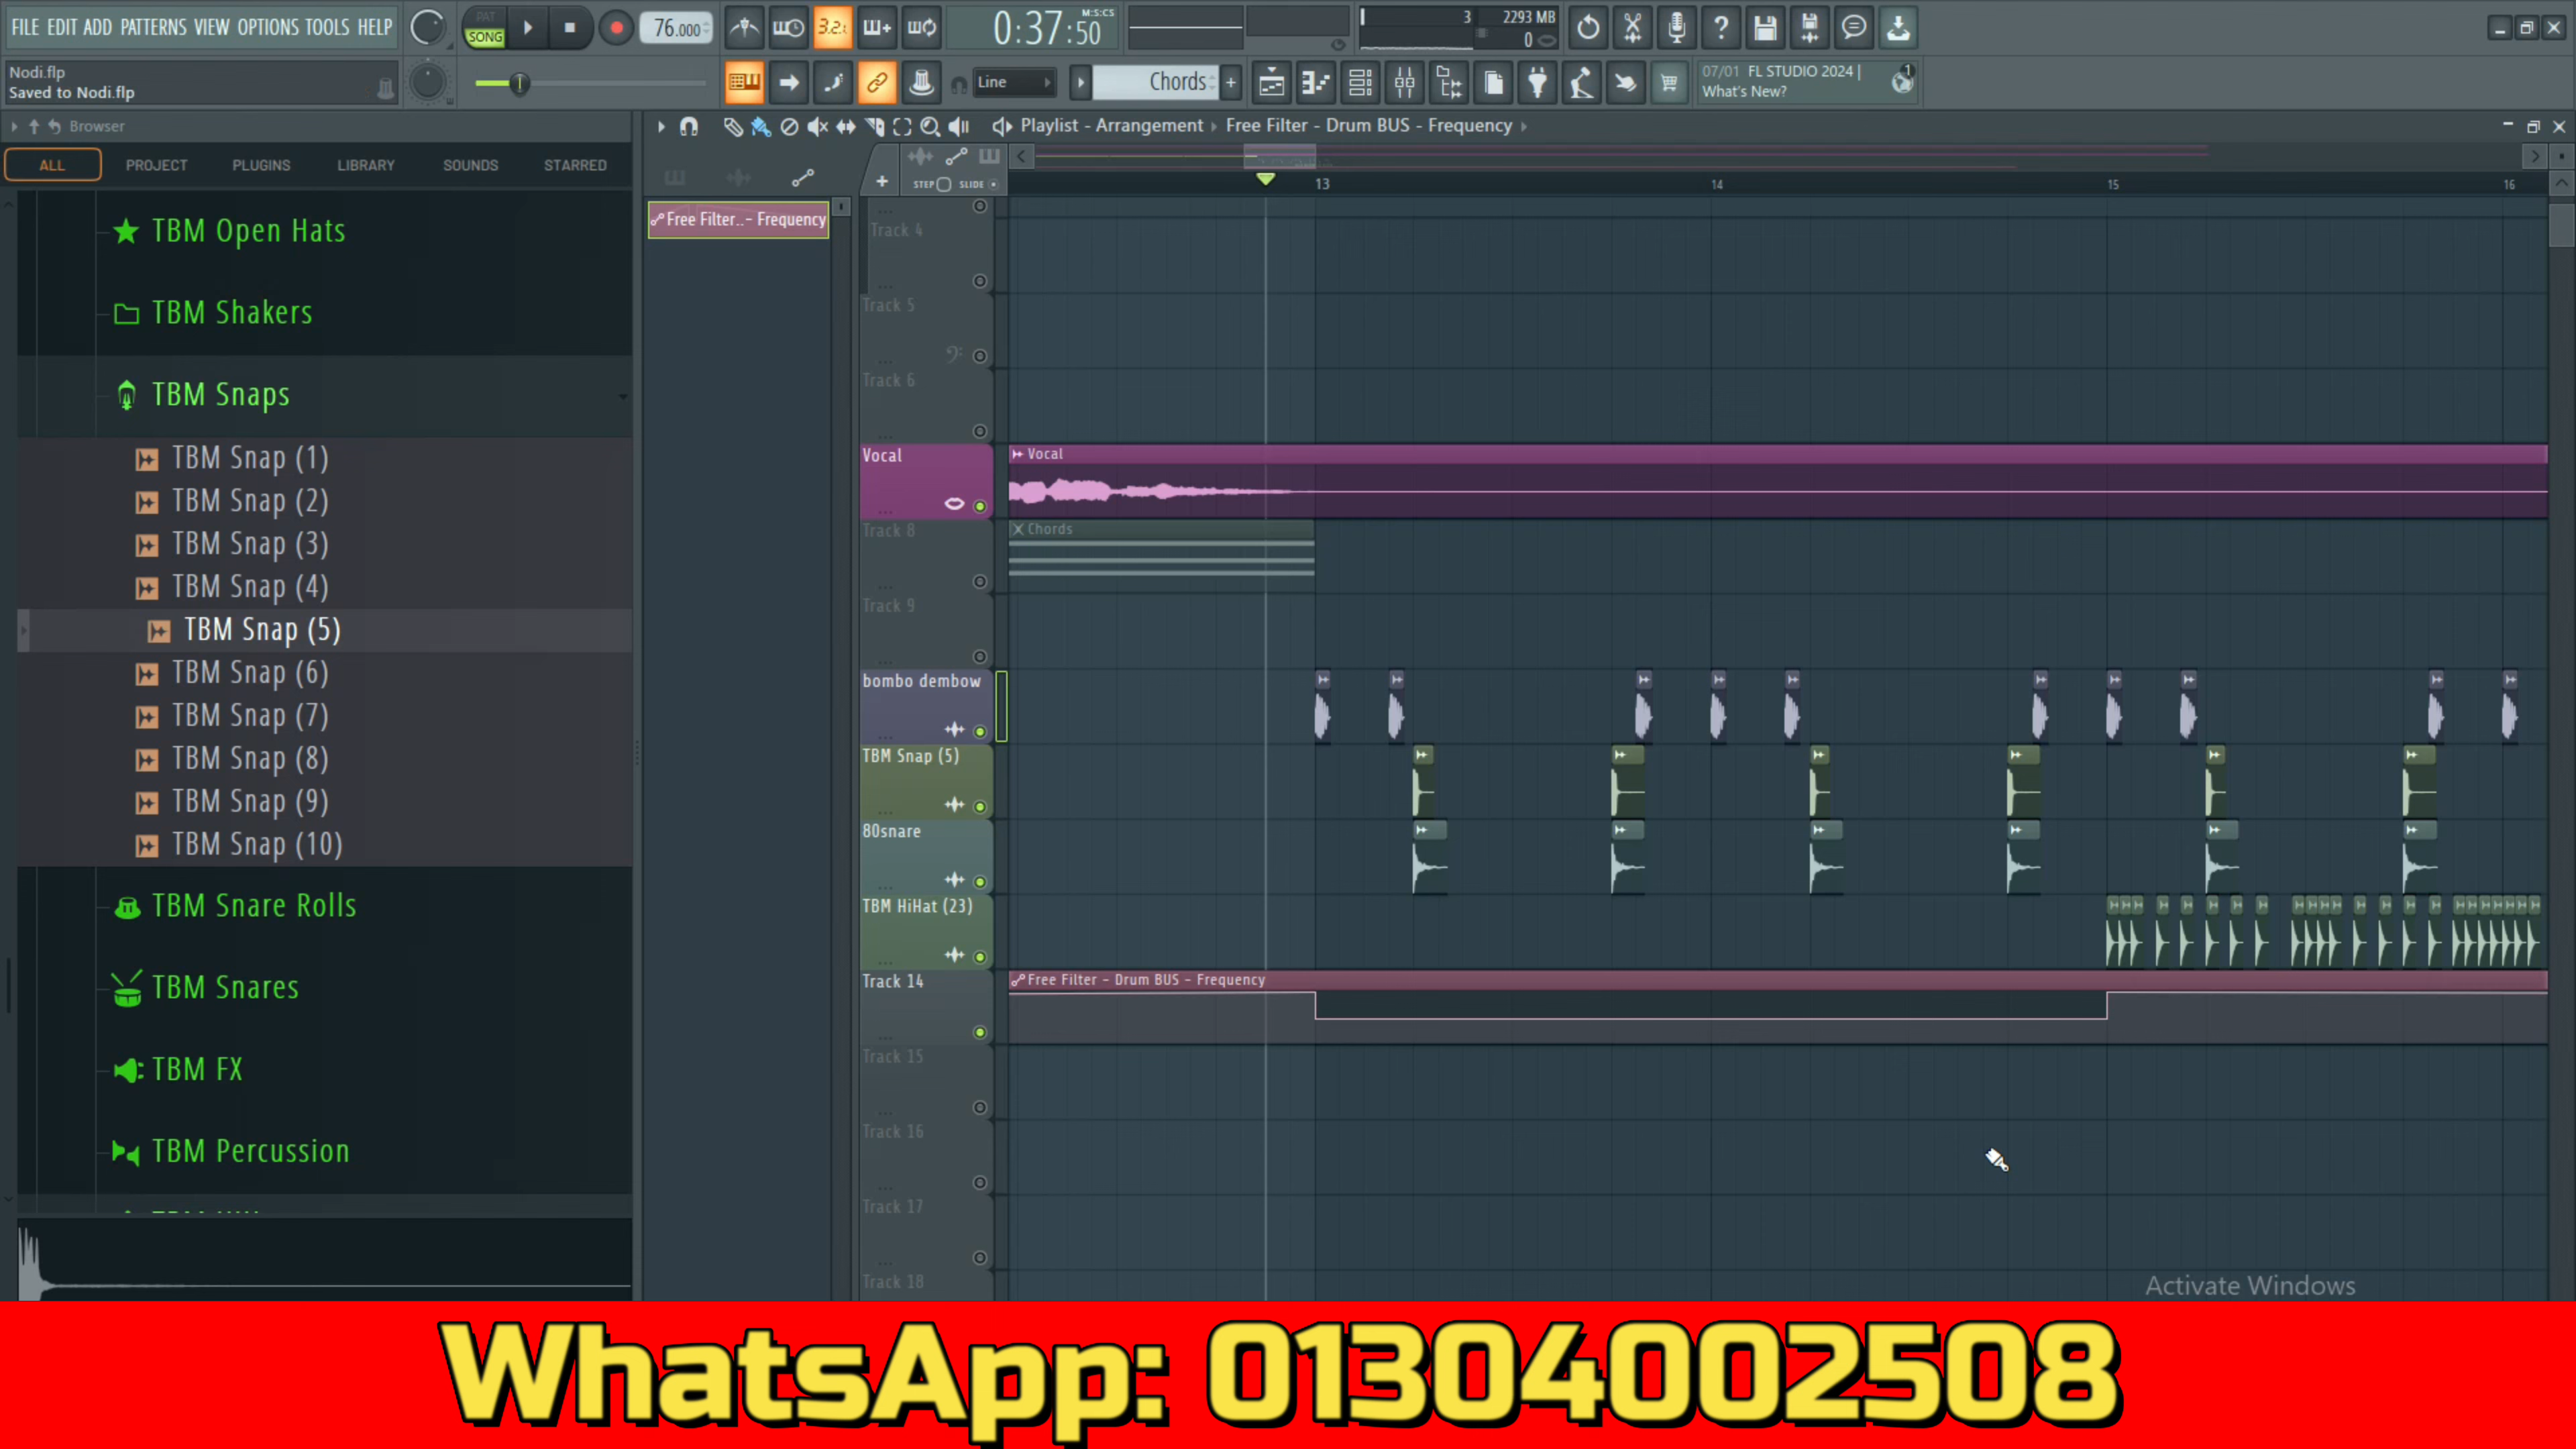 FILE EDIT ADD PATTERNS VIEW OPTIONS TOOLS HELP
PAT
SONG
76.000
3.2.
0:37:50
M:S:CS
3
2293 MB
0
Nodi.flp
Saved to Nodi.flp
Line
Chords
07/01 FL STUDIO 2024 |
What's New?
1
Browser
ALL
PROJECT
PLUGINS
LIBRARY
SOUNDS
STARRED
Playlist - Arrangement
Free Filter - Drum BUS - Frequency
STEP
SLIDE
13
14
15
16
Free Filter..- Frequency
TBM Open Hats
TBM Shakers
TBM Snaps
TBM Snap (1)
TBM Snap (2)
TBM Snap (3)
TBM Snap (4)
TBM Snap (5)
TBM Snap (6)
TBM Snap (7)
TBM Snap (8)
TBM Snap (9)
TBM Snap (10)
TBM Snare Rolls
TBM Snares
TBM FX
TBM Percussion
Track 4
Track 5
Track 6
Vocal
Vocal
Track 8
Chords
Track 9
bombo dembow
TBM Snap (5)
80snare
TBM HiHat (23)
Track 14
Free Filter - Drum BUS - Frequency
Track 15
Track 16
Track 17
Track 18
Activate Windows
WhatsApp: 01304002508